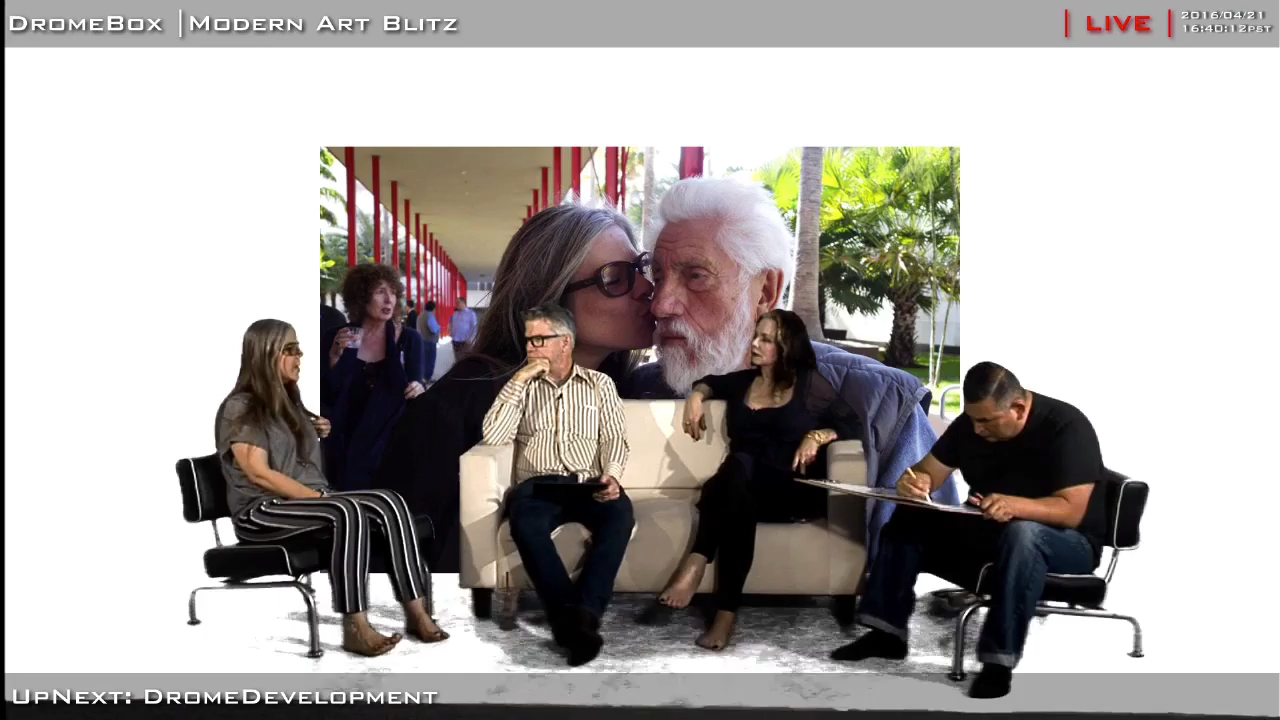 DromeBox | Modern Art Blitz
| LIVE |
2016/04/21
16:40:12PST
UpNext: DromeDevelopment